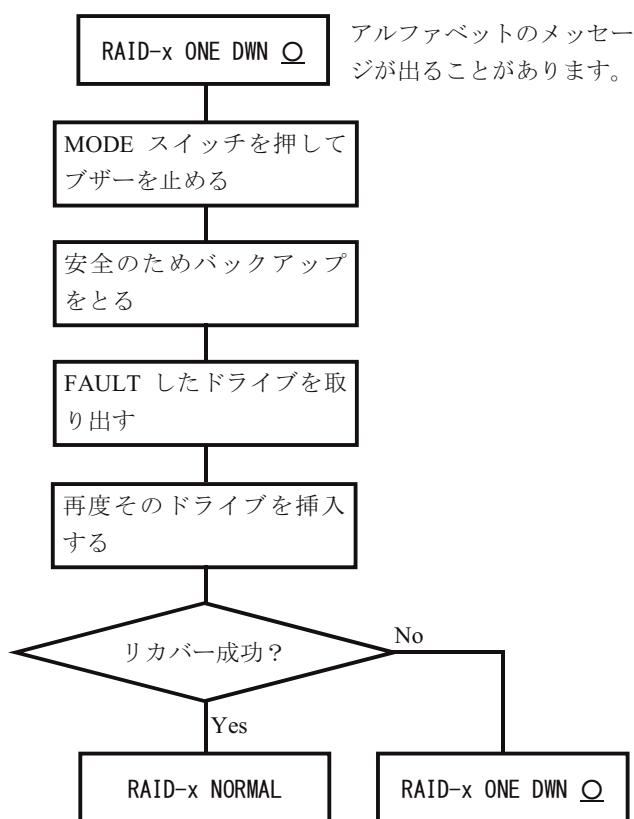 RAID-x ONE DWN ○
アルファベットのメッセー
ジが出ることがあります。
MODE スイッチを押して
ブザーを止める
安全のためバックアップ
をとる
FAULT したドライブを取
り出す
再度そのドライブを挿入
する
リカバー成功?
No
Yes
RAID-x NORMAL
RAID-x ONE DWN ○